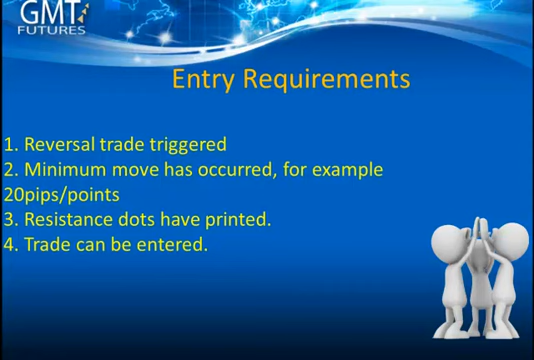 GMT
FUTURES
Entry Requirements
1. Reversal trade triggered
2. Minimum move has occurred, for example
20pips/points
3. Resistance dots have printed.
4. Trade can be entered.